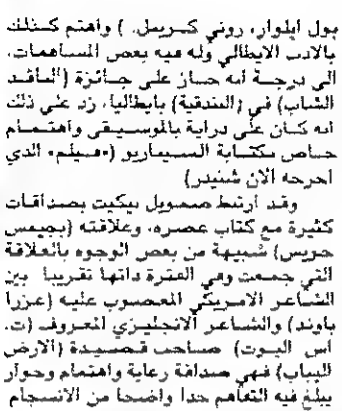 بول ايلوار، روني كريمل. ) واهتم كذلك
بالادب الايطالي وله فيه بعض المساهمات،
الى درجة انه حاز على جائزة (الناقد
الشاب) في (البندقية) بايطاليا، زد على ذلك
انه كان على دراية بالموسيقى واهتمام
خاص بكتابة السيناريو («فيلم» الذي
اخرجه الان شنيدر)
وقد ارتبط صمويل بيكيت بصداقات
كثيرة مع كتاب عصره، وعلاقته (بجيمس
جويس) شبيهة من بعض الوجوه بالعلاقة
التي جمعت وفي الفترة ذاتها تقريبا بين
الشاعر الامريكي المغضوب عليه (عزرا
باوند) والشاعر الانجليزي المعروف (ت.
اس اليوت) صاحب قصيدة (الارض
اليباب) فهي صداقة رعاية واهتمام وحوار
يبلغ فيه التفاهم حدا واضحا من الانسجام